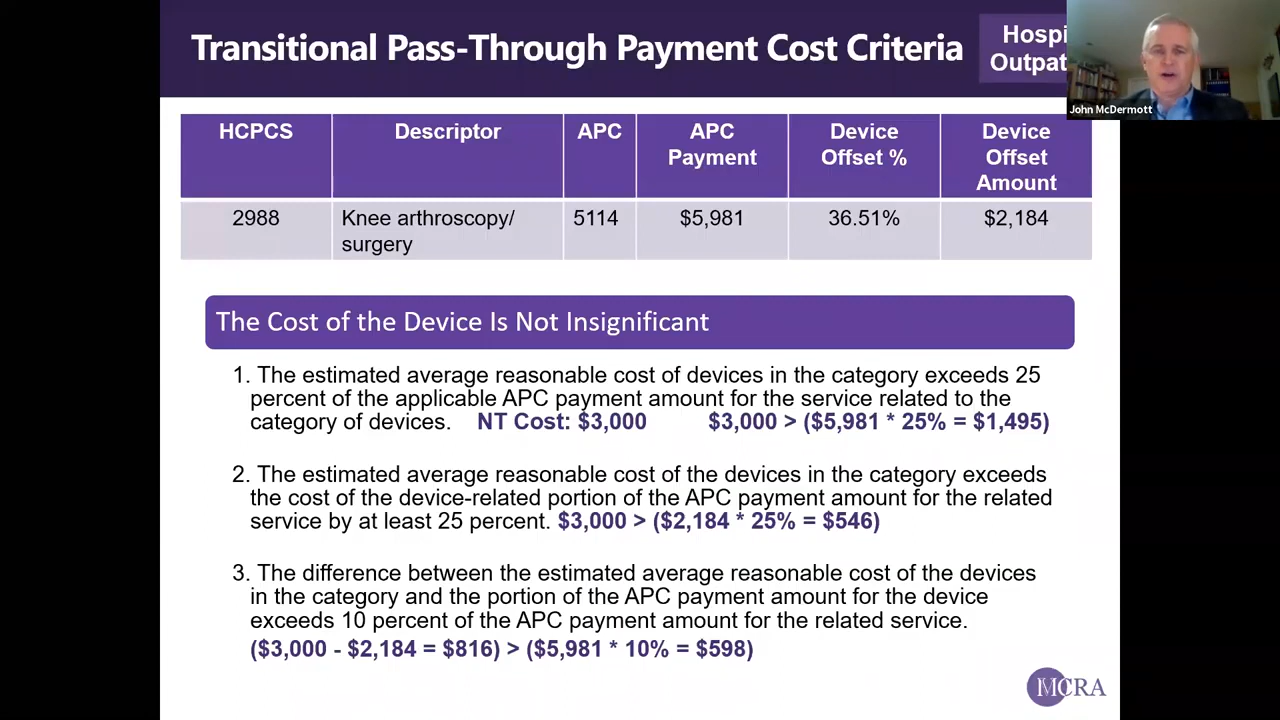 Transitional Pass-Through Payment Cost Criteria
Hospi
Outpat
John McDermott
HCPCS Descriptor APC APC Payment Device Offset % Device Offset Amount
2988 Knee arthroscopy/ surgery 5114 $5,981 36.51% $2,184
The Cost of the Device Is Not Insignificant
1. The estimated average reasonable cost of devices in the category exceeds 25
percent of the applicable APC payment amount for the service related to the
category of devices. NT Cost: $3,000 $3,000 > ($5,981 * 25% = $1,495)
2. The estimated average reasonable cost of the devices in the category exceeds
the cost of the device-related portion of the APC payment amount for the related
service by at least 25 percent. $3,000 > ($2,184 * 25% = $546)
3. The difference between the estimated average reasonable cost of the devices
in the category and the portion of the APC payment amount for the device
exceeds 10 percent of the APC payment amount for the related service.
($3,000 - $2,184 = $816) > ($5,981 * 10% = $598)
MCRA